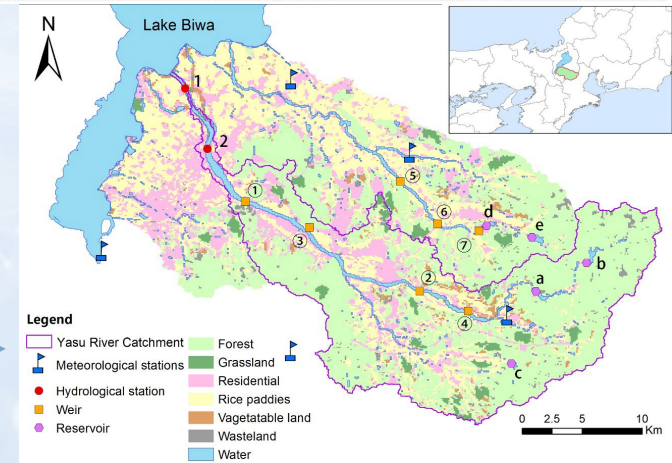 N
Lake Biwa
1
2
①
⑤
③
⑥
d
e
⑦
②
a
b
④
c
Legend
Yasu River Catchment
Meteorological stations
Hydrological station
Weir
Reservoir
Forest
Grassland
Residential
Rice paddies
Vagetatable land
Wasteland
Water
0 2.5 5 10
Km